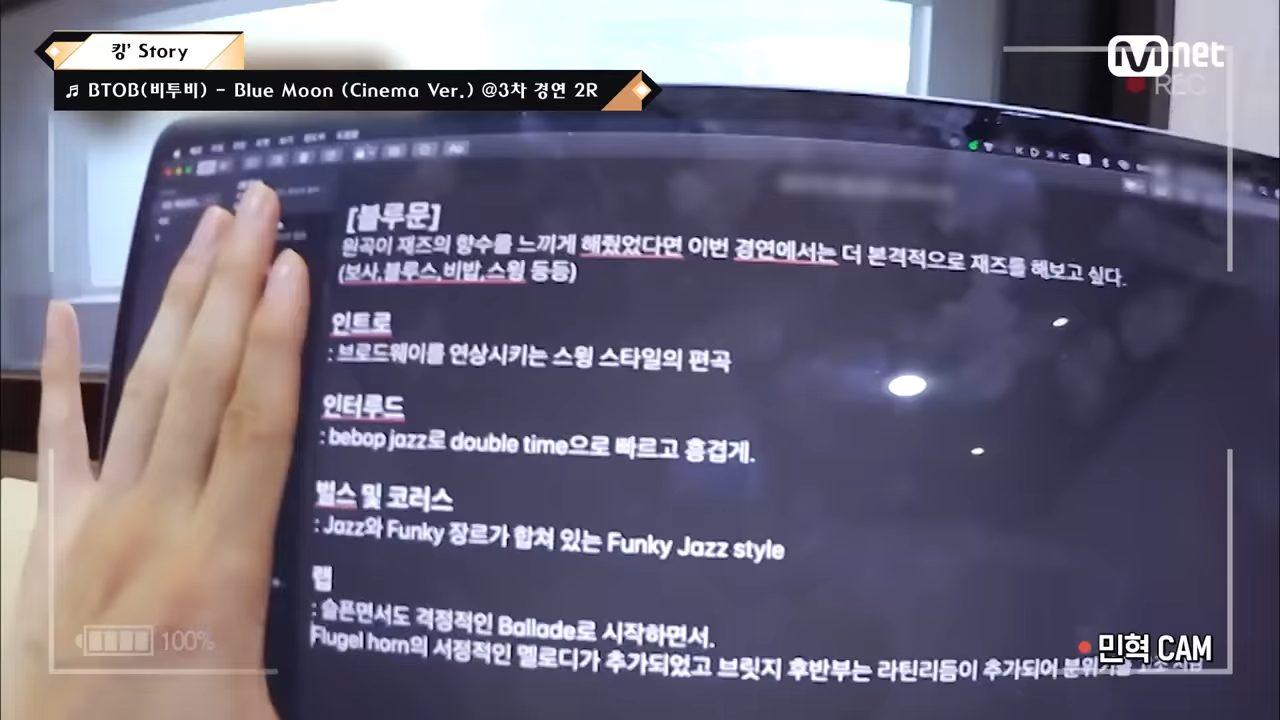 킹' Story
♬ BTOB(비투비) - Blue Moon (Cinema Ver.) @3차 경연 2R
Mnet
REC
[블루문]
원곡이 재즈의 향수를 느끼게 해줬었다면 이번 경연에서는 더 본격적으로 재즈를 해보고 싶다.
(보사,블루스,비밥,스윙 등등)
인트로
: 브로드웨이를 연상시키는 스윙 스타일의 편곡
인터루드
: bebop jazz로 double time으로 빠르고 흥겹게.
벌스 및 코러스
: Jazz와 Funky 장르가 합쳐 있는 Funky Jazz style
랩
: 슬픈면서도 격정적인 Ballade로 시작하면서.
Flugel horn의 서정적인 멜로디가 추가되었고 브릿지 후반부는 라틴리듬이 추가되어
100%
민혁 CAM